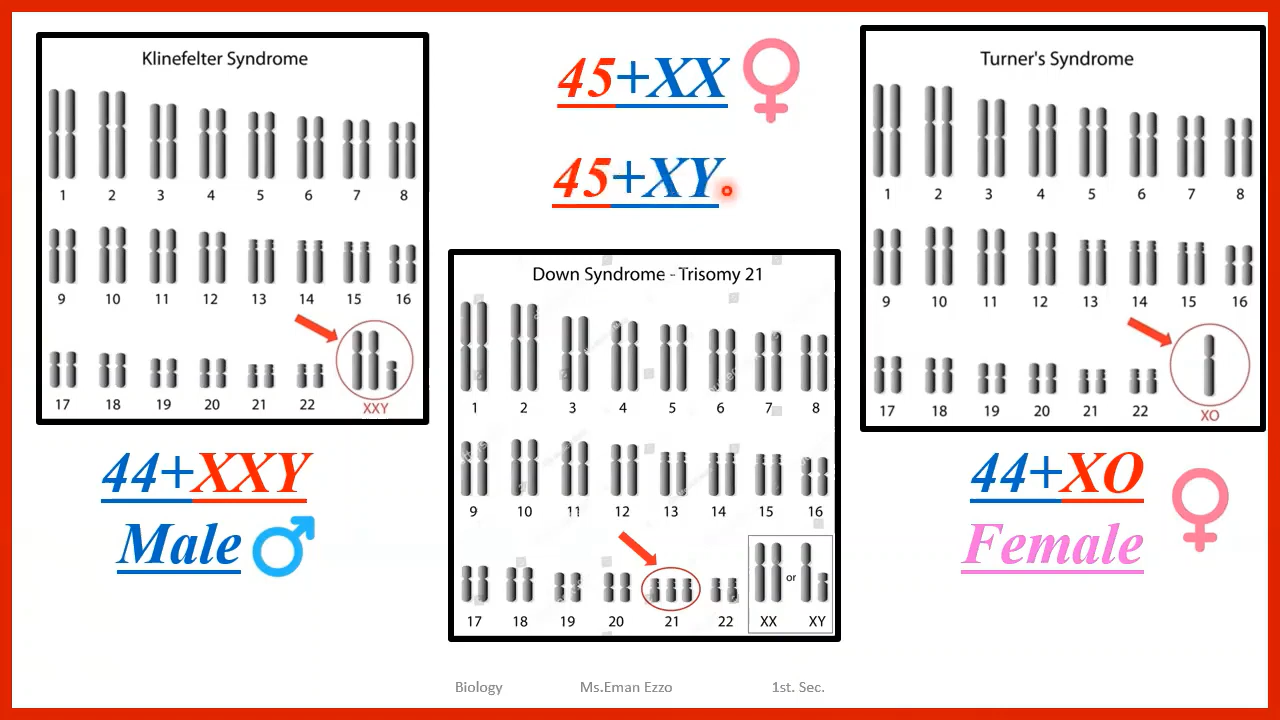 Klinefelter Syndrome
1 2 3 4 5 6 7 8
9 10 11 12 13 14 15 16
17 18 19 20 21 22 XXY
44+XXY
Male
45+XX
45+XY
Down Syndrome - Trisomy 21
1 2 3 4 5 6 7 8
9 10 11 12 13 14 15 16
or
17 18 19 20 21 22 XX XY
Turner's Syndrome
1 2 3 4 5 6 7 8
9 10 11 12 13 14 15 16
17 18 19 20 21 22 XO
44+XO
Female
Biology Ms.Eman Ezzo 1st. Sec.